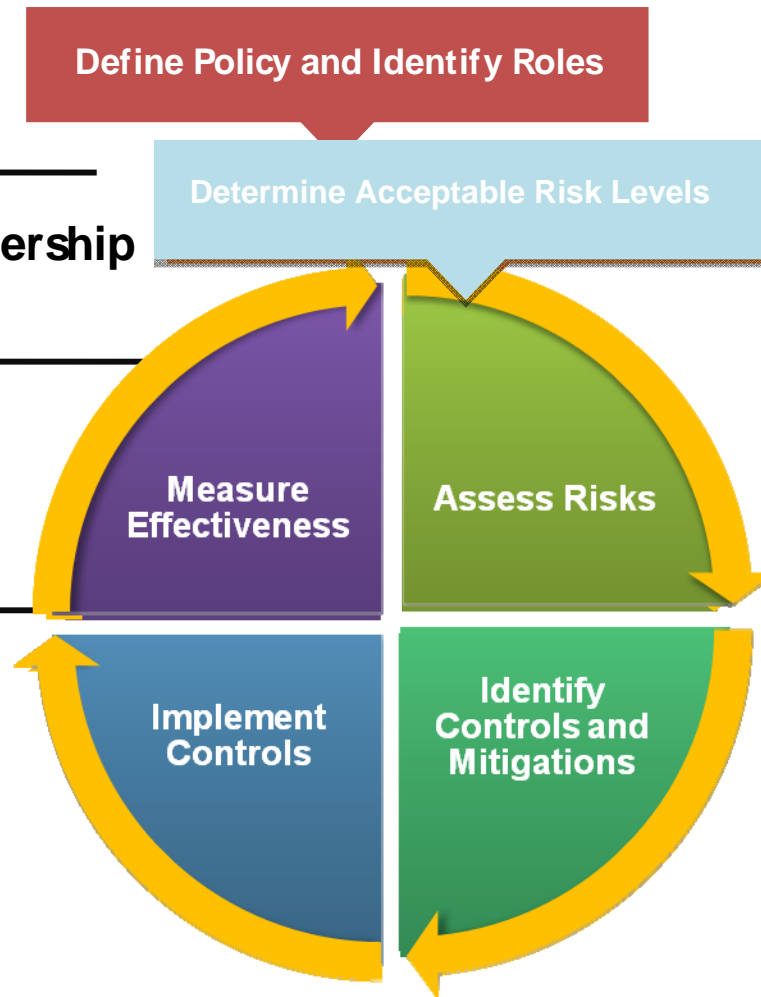 Define Policy and Identify Roles
Determine Acceptable Risk Levels
ership
Measure
Effectiveness
Assess Risks
Implement
Controls
Identify
Controls and
Mitigations